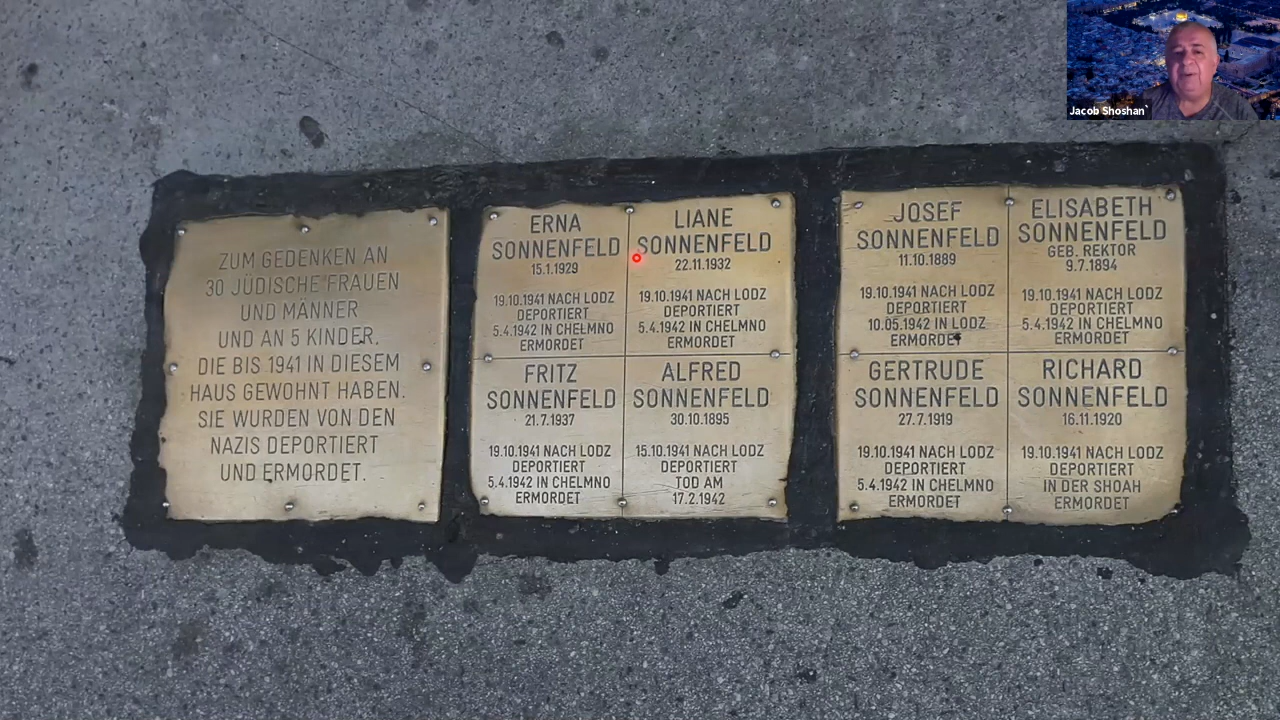 Jacob Shoshan`
ZUM GEDENKEN AN
30 JÜDISCHE FRAUEN
UND MÄNNER
UND AN 5 KINDER,
DIE BIS 1941 IN DIESEM
HAUS GEWOHNT HABEN.
SIE WURDEN VON DEN
NAZIS DEPORTIERT
UND ERMORDET.
ERNA
SONNENFELD
15.1.1929
19.10.1941 NACH LODZ
DEPORTIERT
5.4.1942 IN CHELMNO
ERMORDET
LIANE
SONNENFELD
22.11.1932
19.10.1941 NACH LODZ
DEPORTIERT
5.4.1942 IN CHELMNO
ERMORDET
FRITZ
SONNENFELD
21.7.1937
19.10.1941 NACH LODZ
DEPORTIERT
5.4.1942 IN CHELMNO
ERMORDET
ALFRED
SONNENFELD
30.10.1895
15.10.1941 NACH LODZ
DEPORTIERT
TOD AM
17.2.1942
JOSEF
SONNENFELD
11.10.1889
19.10.1941 NACH LODZ
DEPORTIERT
10.05.1942 IN LODZ
ERMORDET
ELISABETH
SONNENFELD
GEB. REKTOR
9.7.1894
19.10.1941 NACH LODZ
DEPORTIERT
5.4.1942 IN CHELMNO
ERMORDET
GERTRUDE
SONNENFELD
27.7.1919
19.10.1941 NACH LODZ
DEPORTIERT
5.4.1942 IN CHELMNO
ERMORDET
RICHARD
SONNENFELD
16.11.1920
19.10.1941 NACH LODZ
DEPORTIERT
IN DER SHOAH
ERMORDET